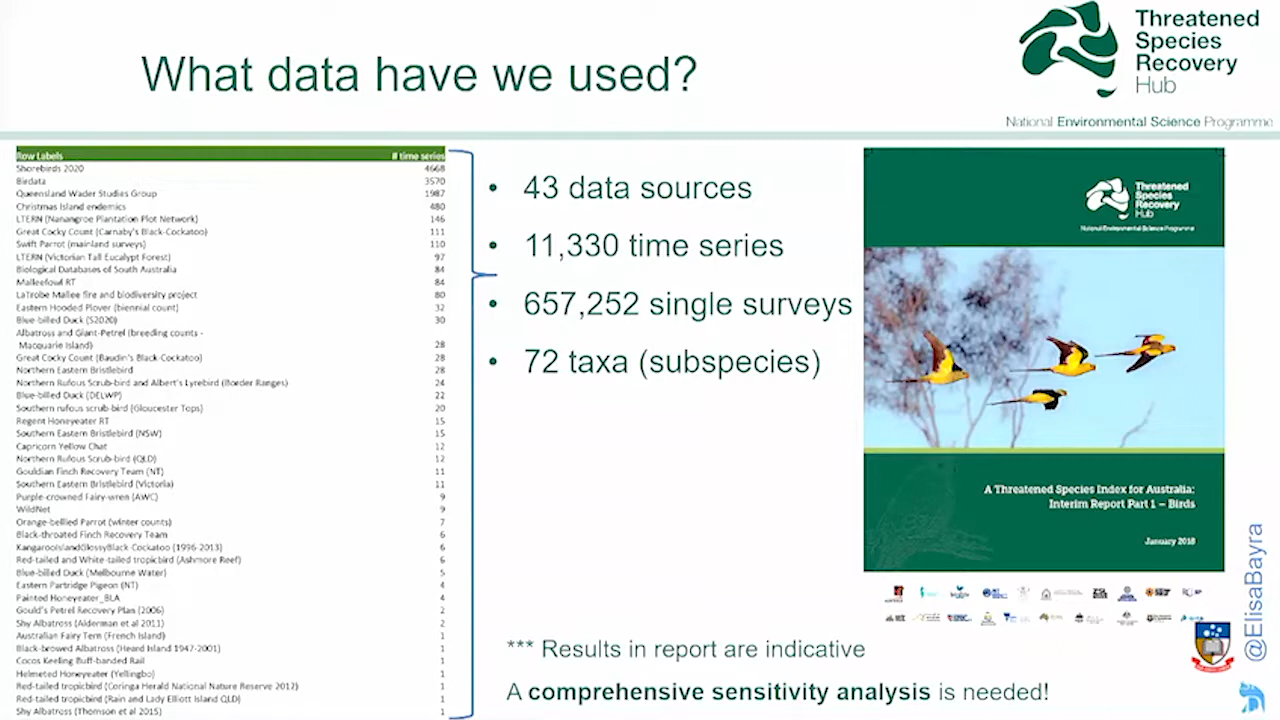 What data have we used?
Threatened
Species
Recovery
Hub
National Environmental Science Programme
Row Labels # time series
Shorebirds 2020 4668
Birdata 3570
Queensland Wader Studies Group 1987
Christmas Island endemics 480
LTERN (Nanangroe Plantation Plot Network) 146
Great Cocky Count (Carnaby's Black-Cockatoo) 111
Swift Parrot (mainland surveys) 110
LTERN (Victorian Tall Eucalypt Forest) 97
Biological Databases of South Australia 84
Malleefowl RT 84
LaTrobe Mallee fire and biodiversity project 80
Eastern Hooded Plover (biennial count) 32
Blue-billed Duck (S2020) 30
Albatross and Giant-Petrel (breeding counts -
Macquarie Island) 28
Great Cocky Count (Baudin's Black-Cockatoo) 28
Northern Eastern Bristlebird 28
Northern Rufous Scrub-bird and Albert's Lyrebird (Border Ranges) 24
Blue-billed Duck (DELWP) 22
Southern rufous scrub-bird (Gloucester Tops) 20
Regent Honeyeater RT 15
Southern Eastern Bristlebird (NSW) 15
Capricorn Yellow Chat 12
Northern Rufous Scrub-bird (QLD) 12
Gouldian Finch Recovery Team (NT) 11
Southern Eastern Bristlebird (Victoria) 11
Purple-crowned Fairy-wren (AWC) 9
WildNet 9
Orange-bellied Parrot (winter counts) 7
Black-throated Finch Recovery Team 6
KangarooIslandGlossyBlack-Cockatoo (1996-2013) 6
Red-tailed and White-tailed tropicbird (Ashmore Reef) 6
Blue-billed Duck (Melbourne Water) 5
Eastern Partridge Pigeon (NT) 4
Painted Honeyeater_BLA 4
Gould's Petrel Recovery Plan (2006) 2
Shy Albatross (Alderman et al 2011) 2
Australian Fairy Tern (French Island) 1
Black-browed Albatross (Heard Island 1947-2001) 1
Cocos Keeling Buff-banded Rail 1
Helmeted Honeyeater (Yellingbo) 1
Red-tailed tropicbird (Coringa Herald National Nature Reserve 2012) 1
Red-tailed tropicbird (Rain and Lady Elliott Island QLD) 1
Shy Albatross (Thomson et al 2015) 1
• 43 data sources
• 11,330 time series
• 657,252 single surveys
• 72 taxa (subspecies)
Threatened
Species
Recovery
Hub
National Environmental Science Programme
A Threatened Species Index for Australia:
Interim Report Part 1 – Birds
January 2018
*** Results in report are indicative
A comprehensive sensitivity analysis is needed!
@ElisaBayra